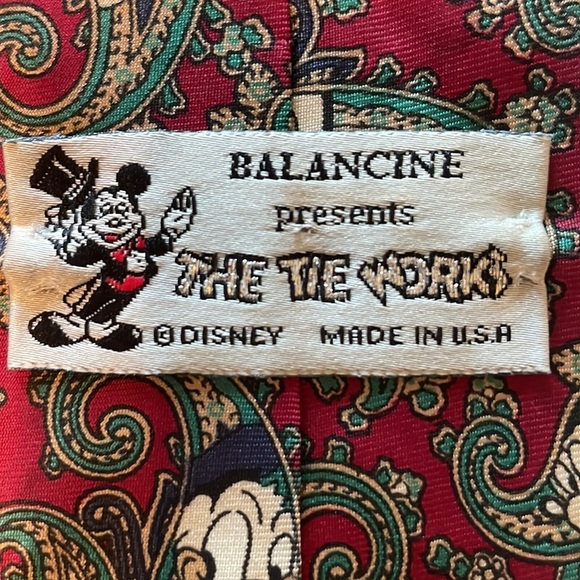 BALANCINE
presents
THE TIE WORKS
©DISNEY MADE IN U.S.A